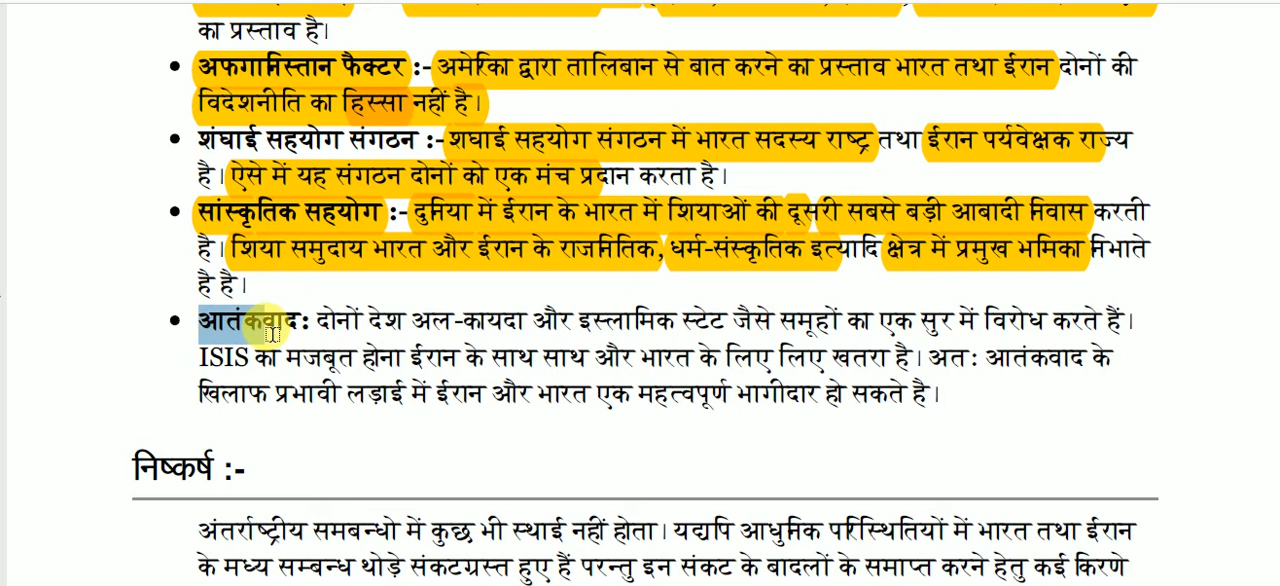 का प्रस्ताव है।
• अफगानिस्तान फैक्टर :- अमेरिका द्वारा तालिबान से बात करने का प्रस्ताव भारत तथा ईरान दोनों की
विदेशनीति का हिस्सा नहीं है।
• शंघाई सहयोग संगठन :- शघाई सहयोग संगठन में भारत सदस्य राष्ट्र तथा ईरान पर्यवेक्षक राज्य
है। ऐसे में यह संगठन दोनों को एक मंच प्रदान करता है।
• सांस्कृतिक सहयोग :- दुनिया में ईरान के भारत में शियाओं की दूसरी सबसे बड़ी आबादी निवास करती
है। शिया समुदाय भारत और ईरान के राजनितिक, धर्म-संस्कृतिक इत्यादि क्षेत्र में प्रमुख भमिका निभाते
है है।
• आतंकवाद: दोनों देश अल-कायदा और इस्लामिक स्टेट जैसे समूहों का एक सुर में विरोध करते हैं।
ISIS का मजबूत होना ईरान के साथ साथ और भारत के लिए लिए खतरा है। अत: आतंकवाद के
खिलाफ प्रभावी लड़ाई में ईरान और भारत एक महत्वपूर्ण भागीदार हो सकते है।
निष्कर्ष :-
अंतर्राष्ट्रीय समबन्धो में कुछ भी स्थाई नहीं होता। यद्यपि आधुनिक परिस्थितियों में भारत तथा ईरान
के मध्य सम्बन्ध थोड़े संकटग्रस्त हुए हैं परन्तु इन संकट के बादलों के समाप्त करने हेतु कई किरणे